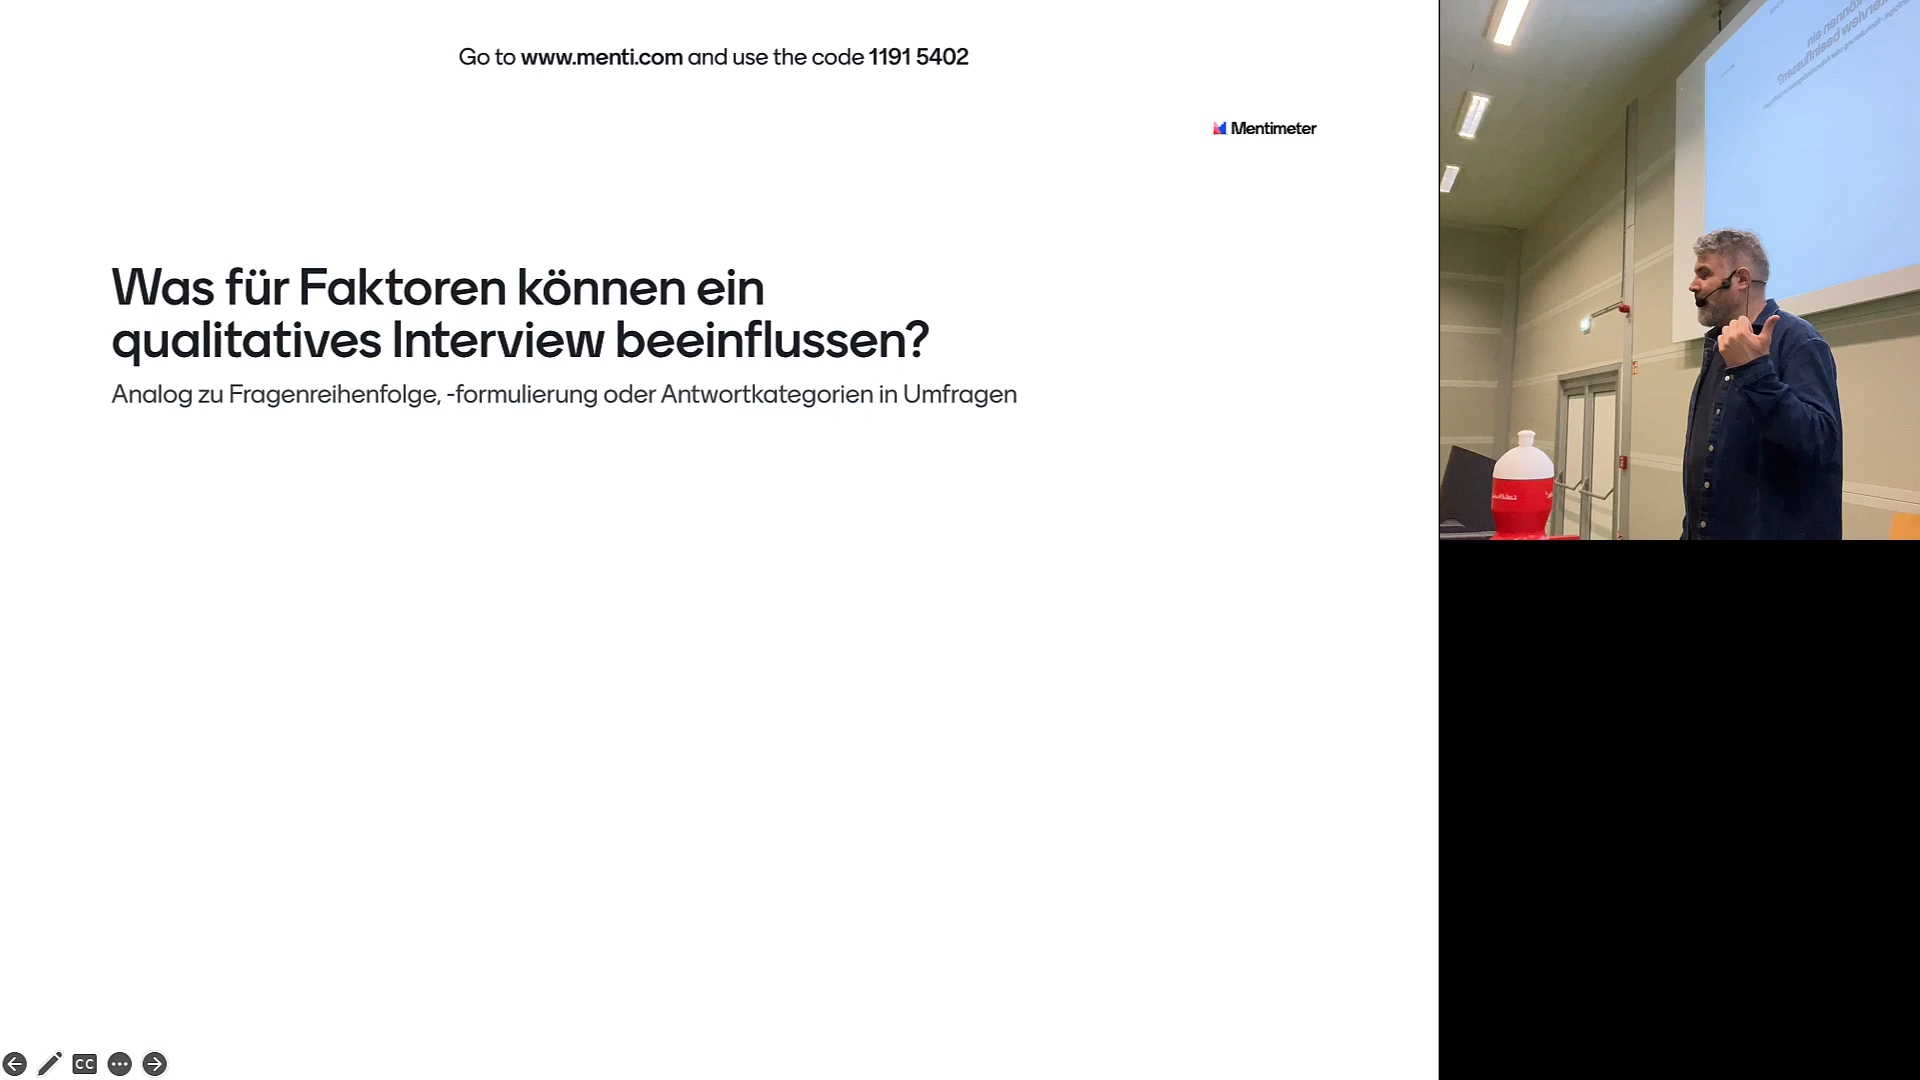 Go to www.menti.com and use the code 1191 5402
Mentimeter
Was für Faktoren können ein
qualitatives Interview beeinflussen?
Analog zu Fragenreihenfolge, -formulierung oder Antwortkategorien in Umfragen
CC